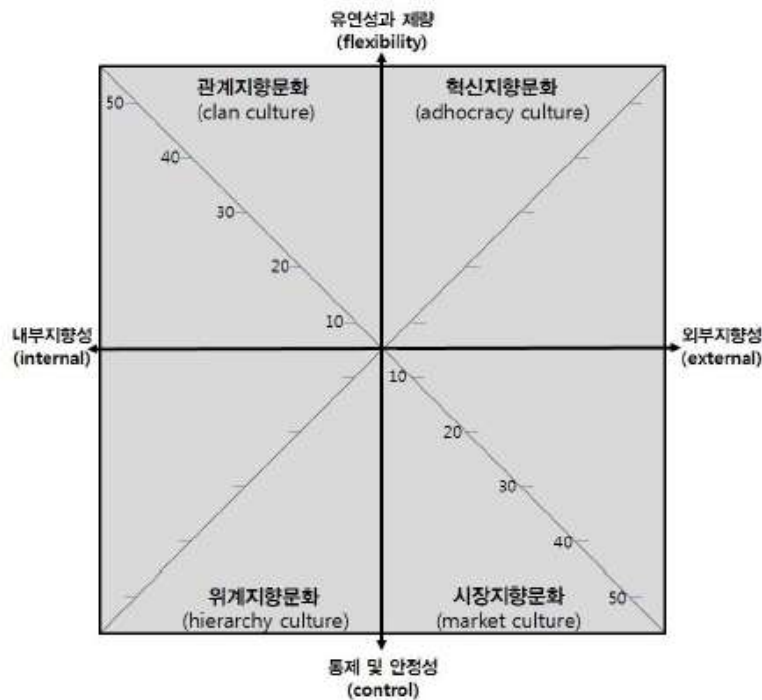 유연성과 재량
(flexibility)
관계지향문화
(clan culture)
혁신지향문화
(adhocracy culture)
50
40
30
20
10
내부지향성
(internal)
외부지향성
(external)
10
20
30
40
50
위계지향문화
(hierarchy culture)
시장지향문화
(market culture)
통제 및 안정성
(control)